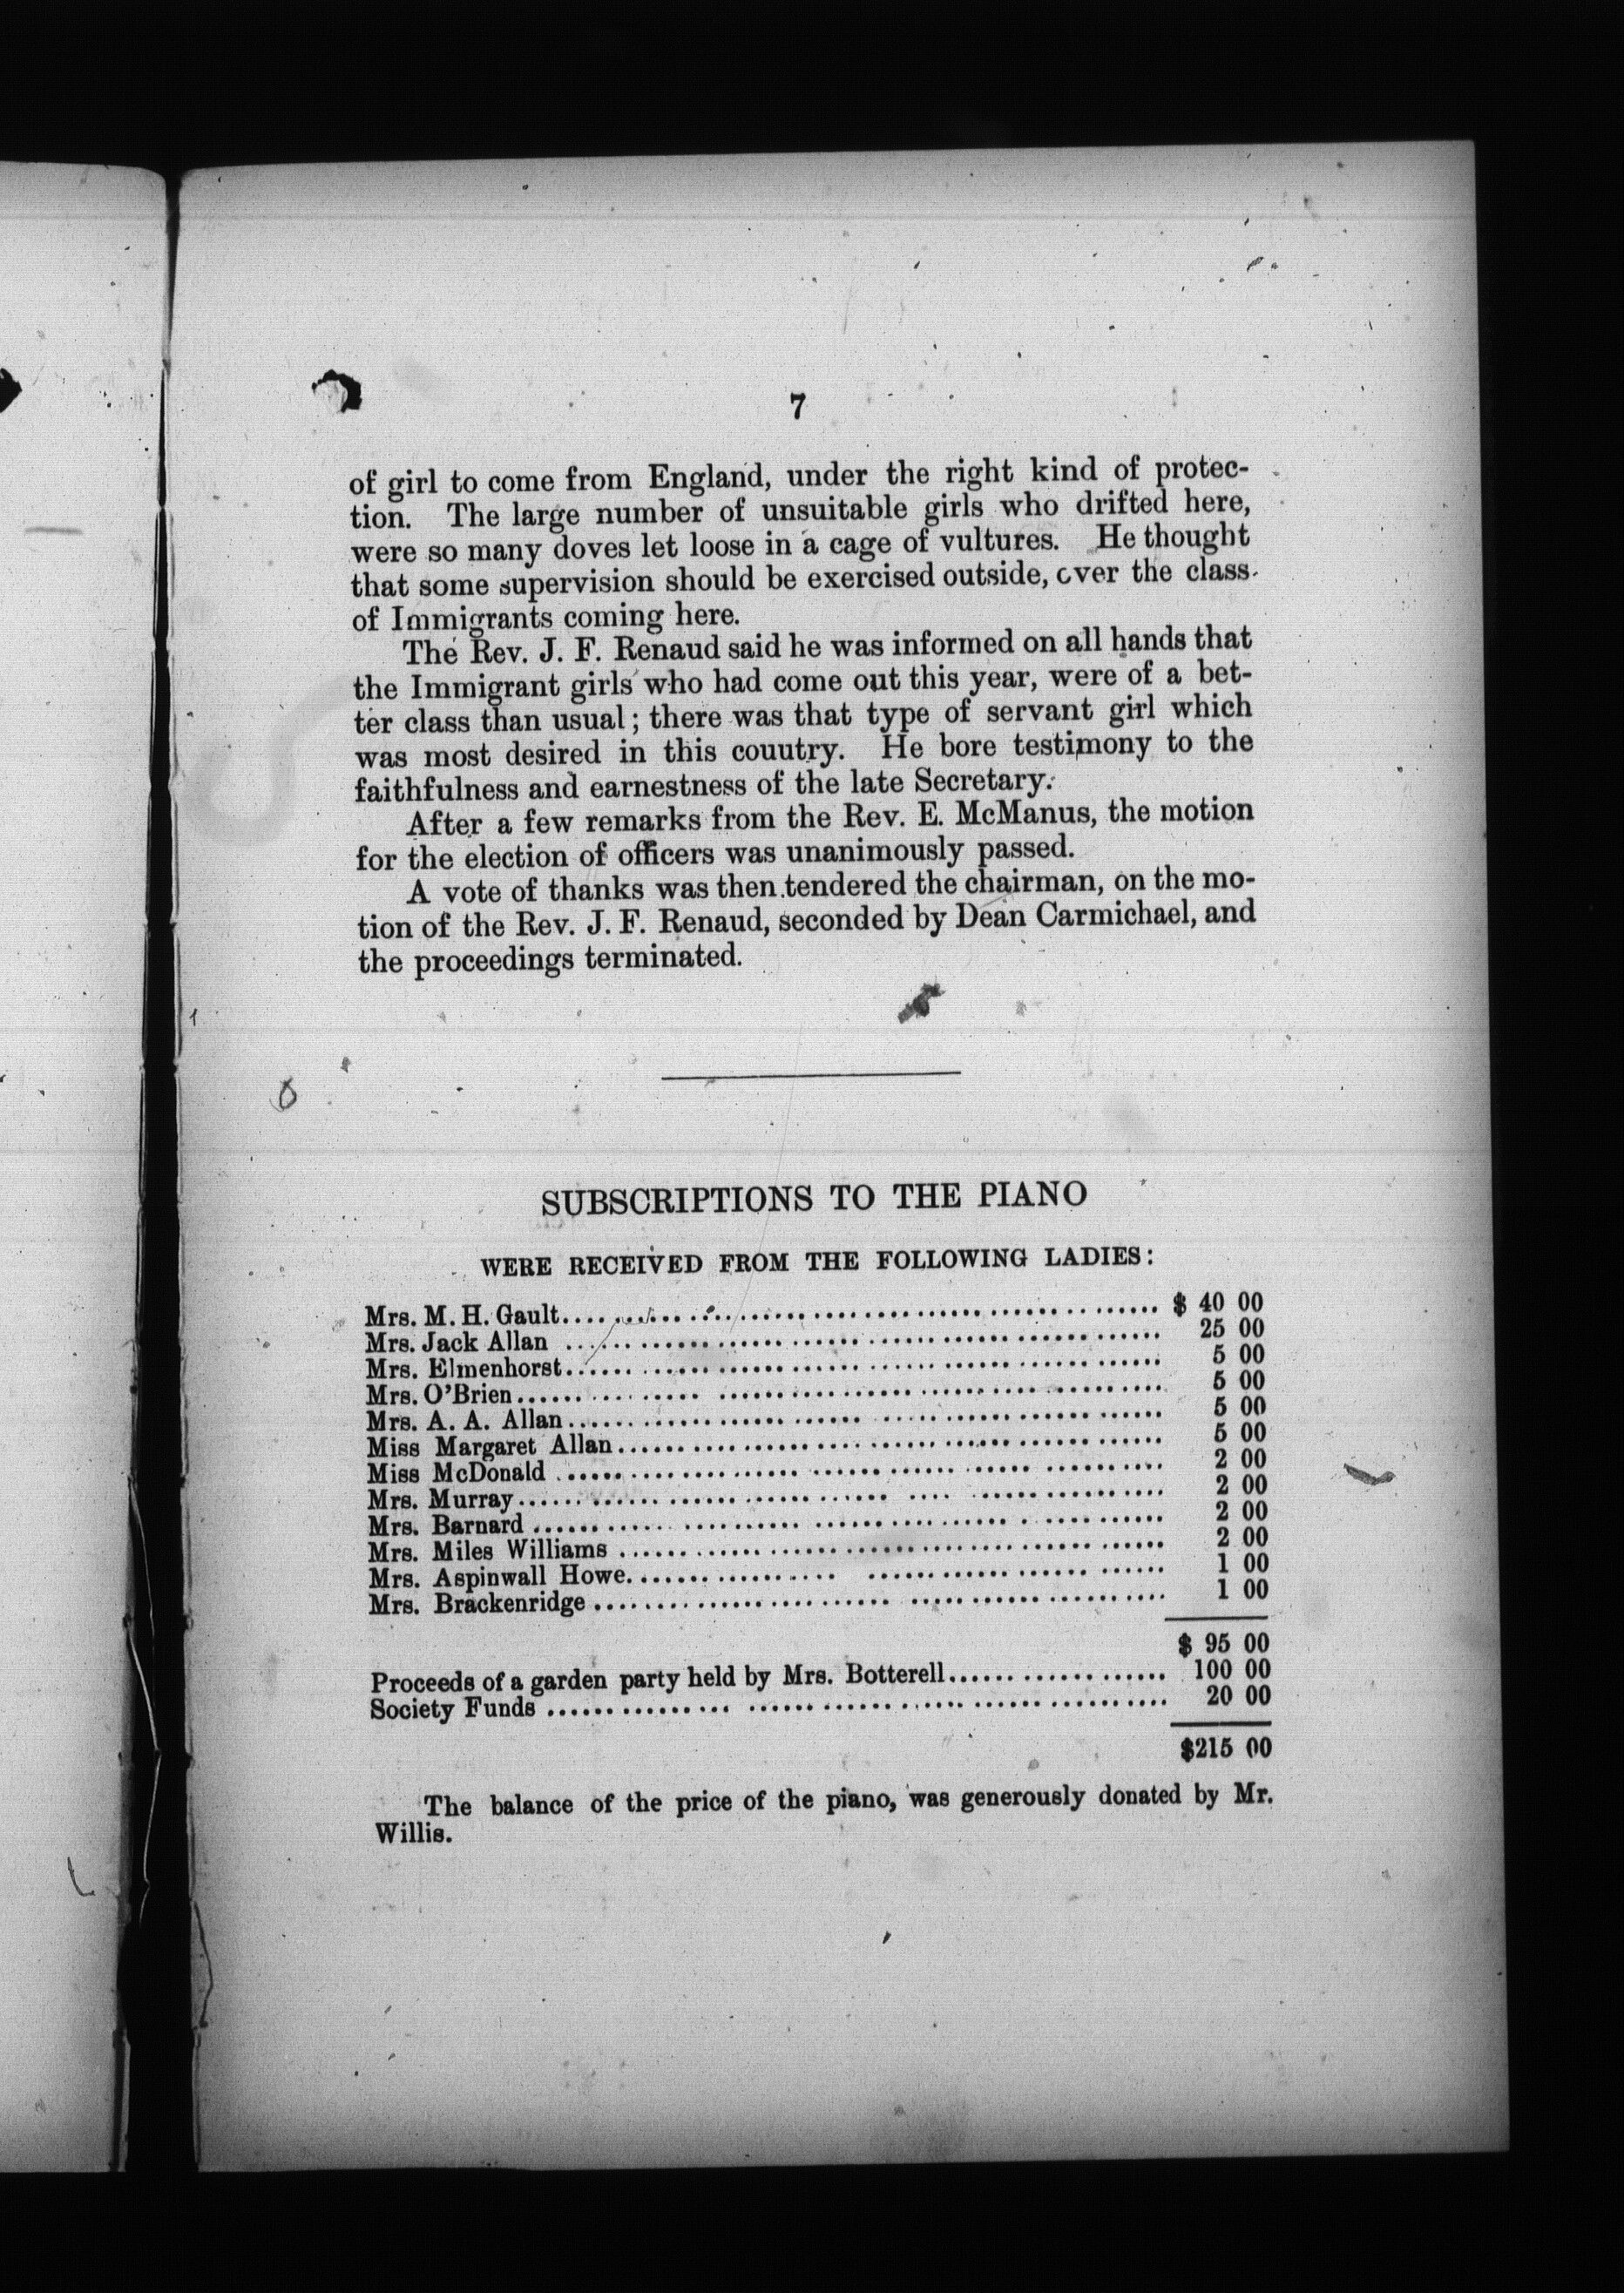 7
of girl to come from England, under the right kind of protec-
tion. The large number of unsuitable girls who drifted here,
were so many doves let loose in a cage of vultures. He thought
that some supervision should be exercised outside, over the class
of Immigrants coming here.
The Rev. J. F. Renaud said he was informed on all hands that
the Immigrant girls who had come out this year, were of a bet-
ter class than usual; there was that type of servant girl which
was most desired in this couutry. He bore testimony to the
faithfulness and earnestness of the late Secretary.
After a few remarks from the Rev. E. McManus, the motion
for the election of officers was unanimously passed.
A vote of thanks was then tendered the chairman, on the mo-
tion of the Rev. J. F. Renaud, seconded by Dean Carmichael, and
the proceedings terminated.
SUBSCRIPTIONS TO THE PIANO
WERE RECEIVED FROM THE FOLLOWING LADIES:
Mrs. M. H. Gault.......... $ 40 00
Mrs. Jack Allan .......... 25 00
Mrs. Elmenhorst.......... 5 00
Mrs. O'Brien.......... 5 00
Mrs. A. A. Allan.......... 5 00
Miss Margaret Allan.......... 5 00
Miss McDonald .......... 2 00
Mrs. Murray.......... 2 00
Mrs. Barnard .......... 2 00
Mrs. Miles Williams .......... 2 00
Mrs. Aspinwall Howe.......... 1 00
Mrs. Brackenridge .......... 1 00
$ 95 00
Proceeds of a garden party held by Mrs. Botterell.......... 100 00
Society Funds .......... 20 00
$215 00
The balance of the price of the piano, was generously donated by Mr.
Willis.